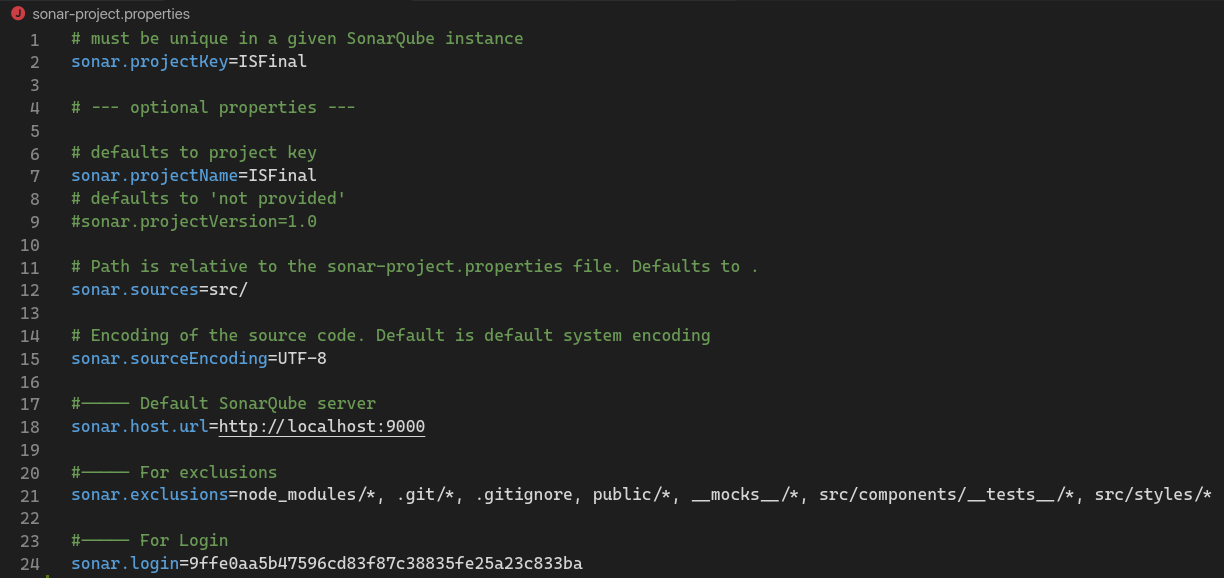 sonar-project.properties
1 # must be unique in a given SonarQube instance
2 sonar.projectKey=ISFinal
3
4 # --- optional properties ---
5
6 # defaults to project key
7 sonar.projectName=ISFinal
8 # defaults to 'not provided'
9 #sonar.projectVersion=1.0
10
11 # Path is relative to the sonar-project.properties file. Defaults to .
12 sonar.sources=src/
13
14 # Encoding of the source code. Default is default system encoding
15 sonar.sourceEncoding=UTF-8
16
17 #----- Default SonarQube server
18 sonar.host.url=http://localhost:9000
19
20 #----- For exclusions
21 sonar.exclusions=node_modules/*, .git/*, .gitignore, public/*, __mocks__/*, src/components/__tests__/*, src/styles/*
22
23 #----- For Login
24 sonar.login=9ffe0aa5b47596cd83f87c38835fe25a23c833ba